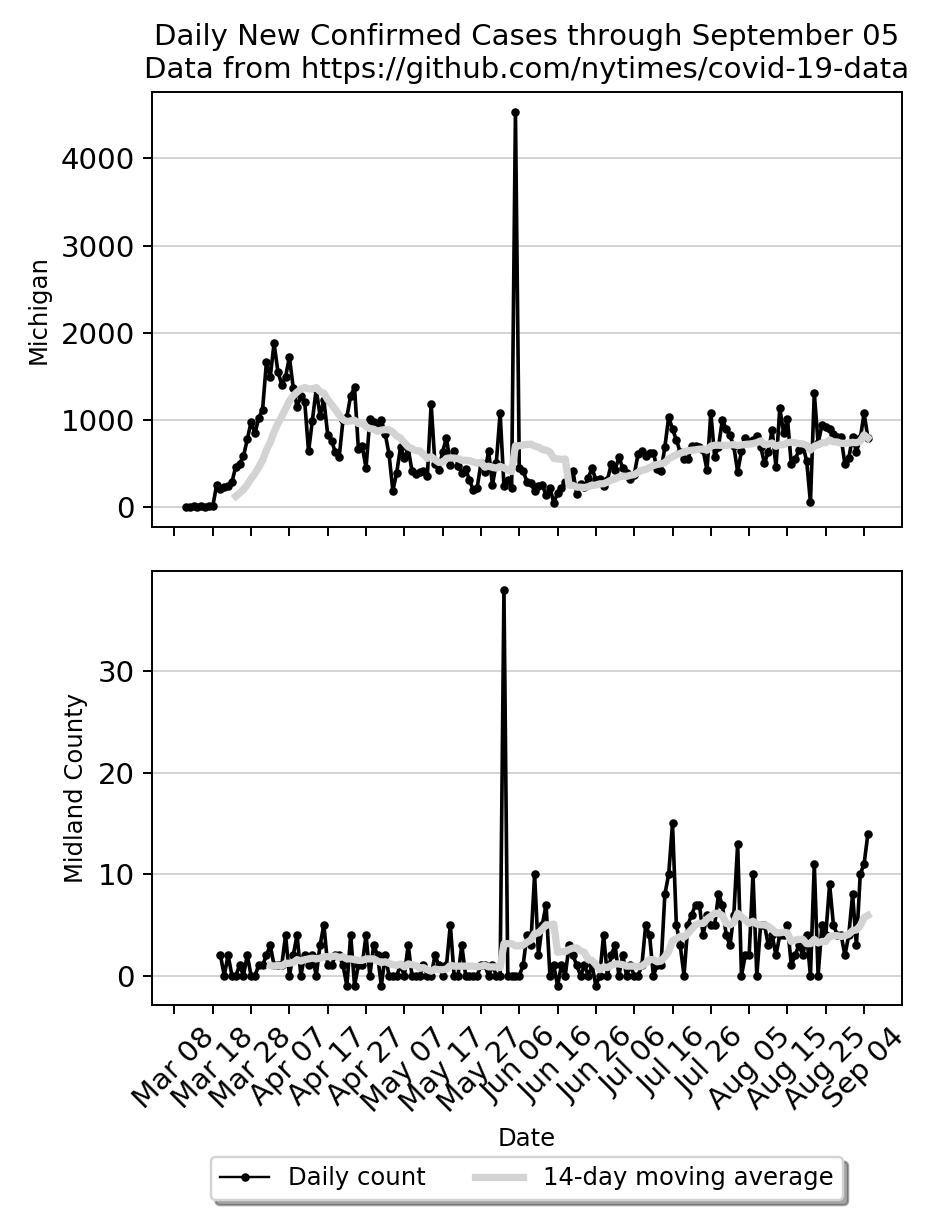 Daily New Confirmed Cases through September 05
Data from https://github.com/nytimes/covid-19-data
4000
3000
2000
1000
0
Michigan
30
20
10
0
Midland County
Mar 08
Mar 18
Mar 28
Apr 07
Apr 17
Apr 27
May 07
May 17
May 27
Jun 06
Jun 16
Jun 26
Jul 06
Jul 16
Jul 26
Aug 05
Aug 15
Aug 25
Sep 04
Date
Daily count
14-day moving average